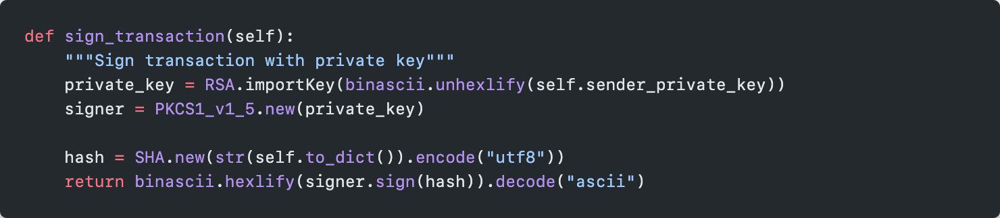 def sign_transaction(self):
    """Sign transaction with private key"""
    private_key = RSA.importKey(binascii.unhexlify(self.sender_private_key))
    signer = PKCS1_v1_5.new(private_key)

    hash = SHA.new(str(self.to_dict()).encode("utf8"))
    return binascii.hexlify(signer.sign(hash)).decode("ascii")